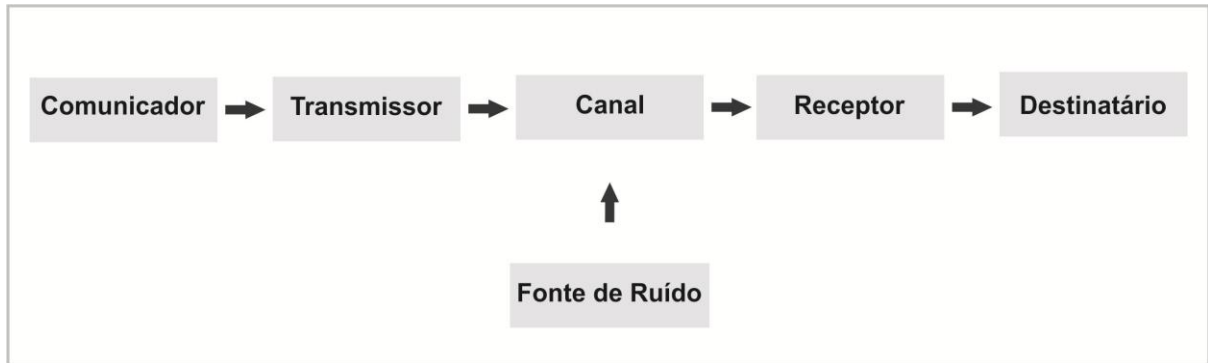 Comunicador
Transmissor
Canal
Receptor
Destinatário
Fonte de Ruído